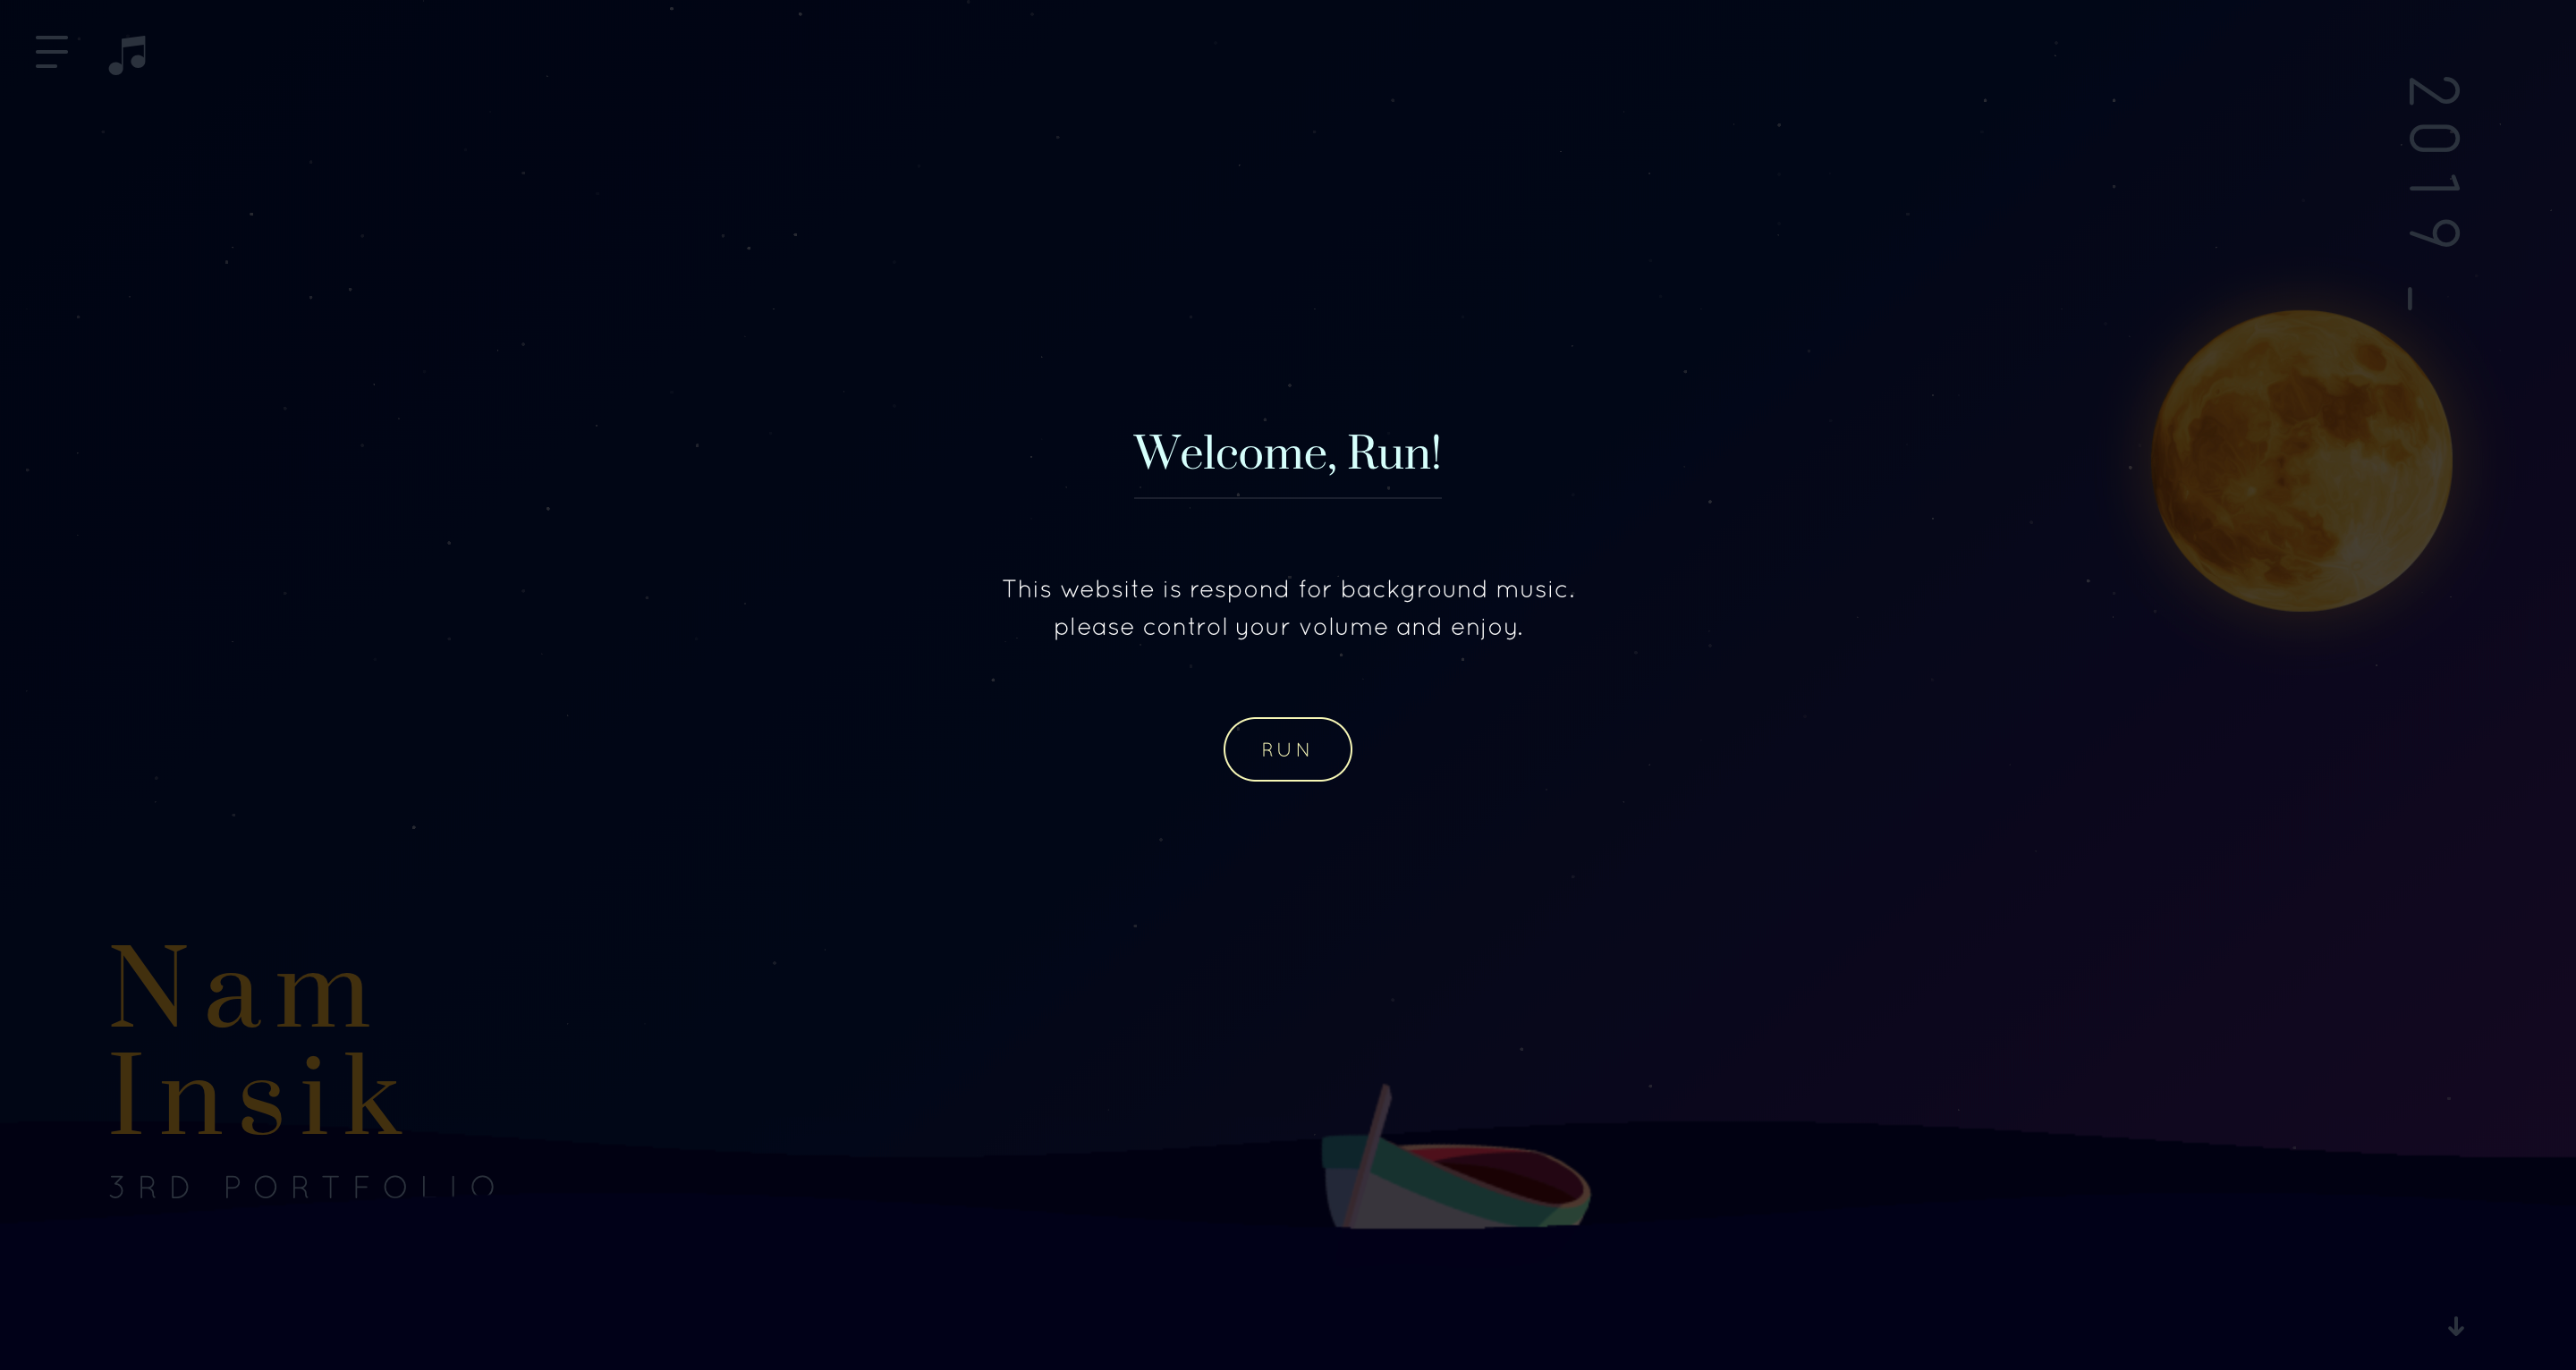 2019 -
Welcome, Run!
This website is respond for background music.
please control your volume and enjoy.
RUN
Nam
Insik
3RD PORTFOLIO